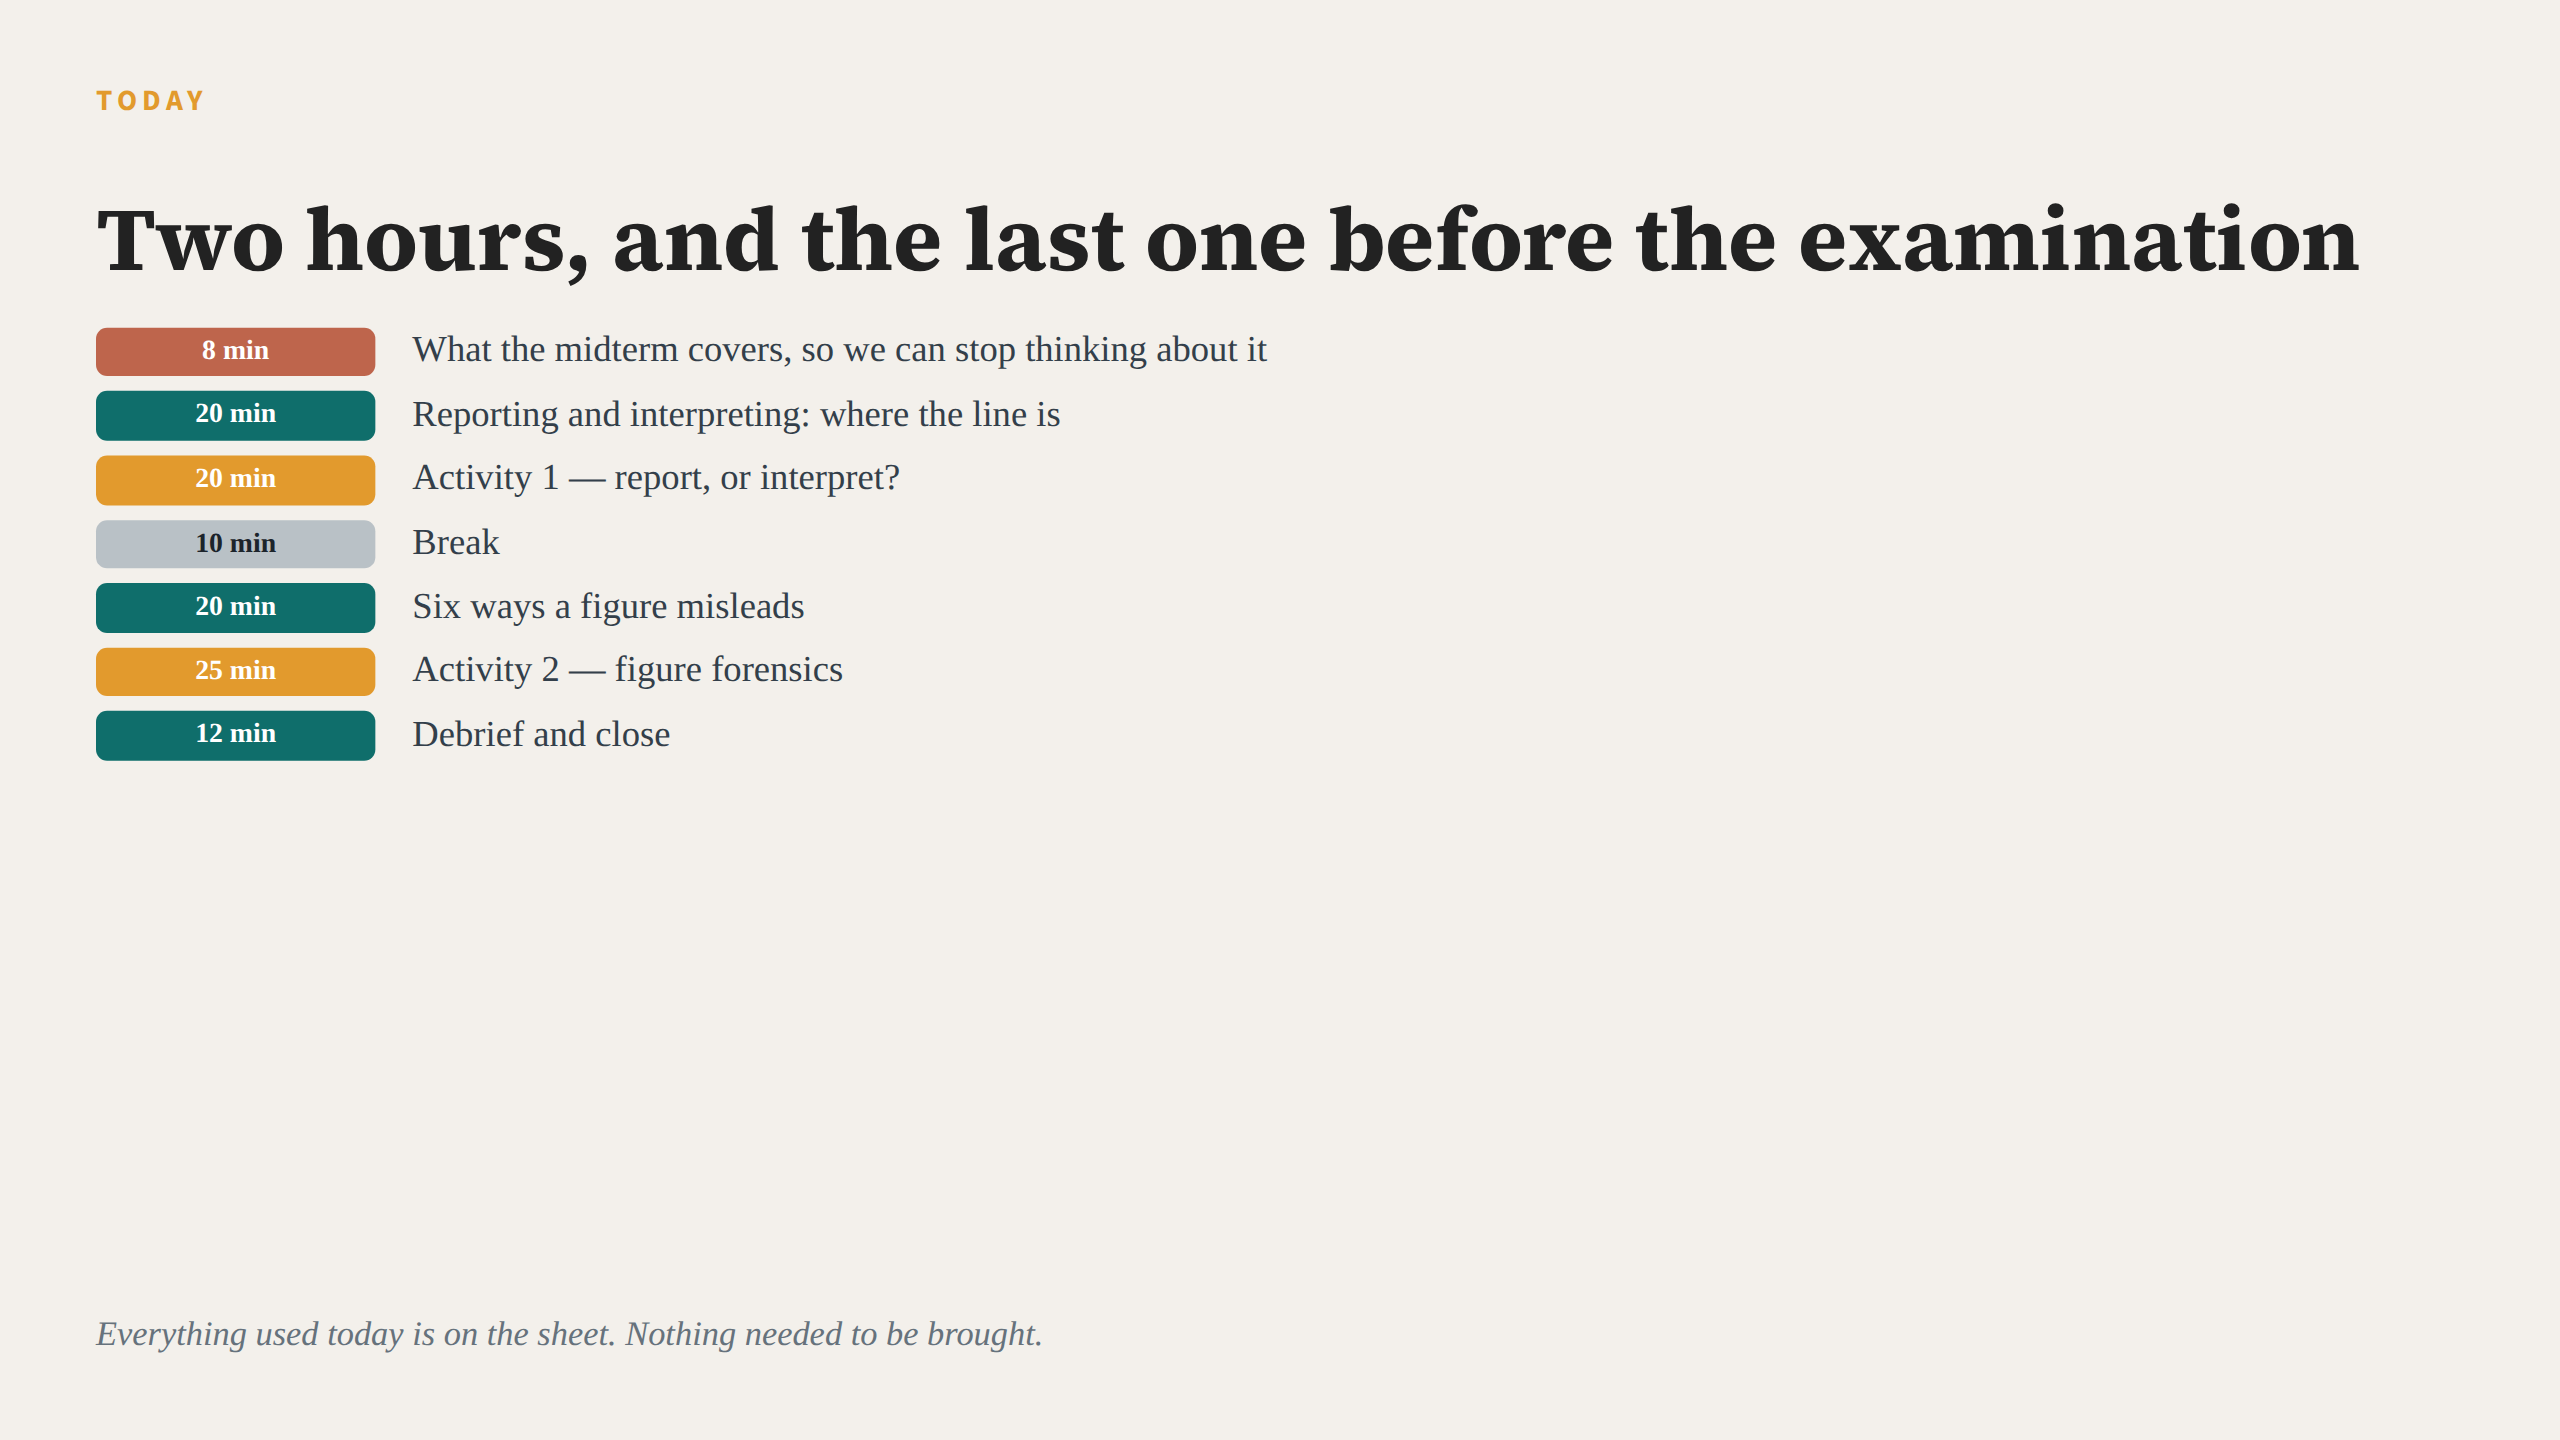 TODAY
Two hours, and the last one before the examination
8 min What the midterm covers, so we can stop thinking about it
20 min Reporting and interpreting: where the line is
20 min Activity 1 — report, or interpret?
10 min Break
20 min Six ways a figure misleads
25 min Activity 2 — figure forensics
12 min Debrief and close
Everything used today is on the sheet. Nothing needed to be brought.